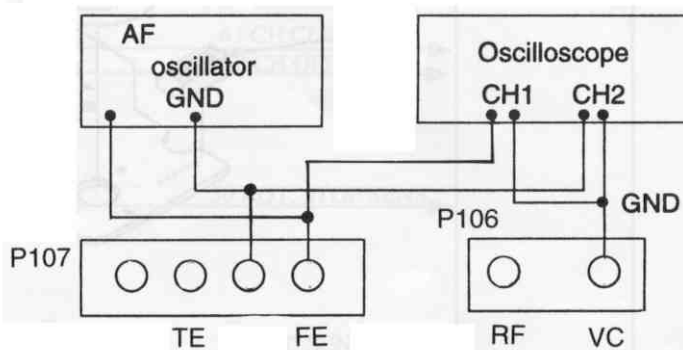 AF
oscillator
GND
Oscilloscope
CH1 CH2
GND
P106
P107
TE FE
RF VC